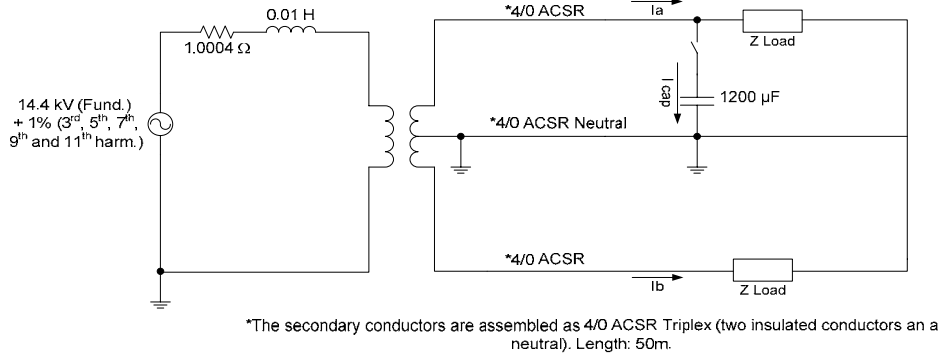 *4/0 ACSR
Ia
0.01 H
1.0004 Ω
Z Load
14.4 kV (Fund.)
+ 1% (3rd, 5th, 7th,
9th and 11th harm.)
I cap
1200 µF
*4/0 ACSR Neutral
*4/0 ACSR
Ib
Z Load
*The secondary conductors are assembled as 4/0 ACSR Triplex (two insulated conductors an a
neutral). Length: 50m.